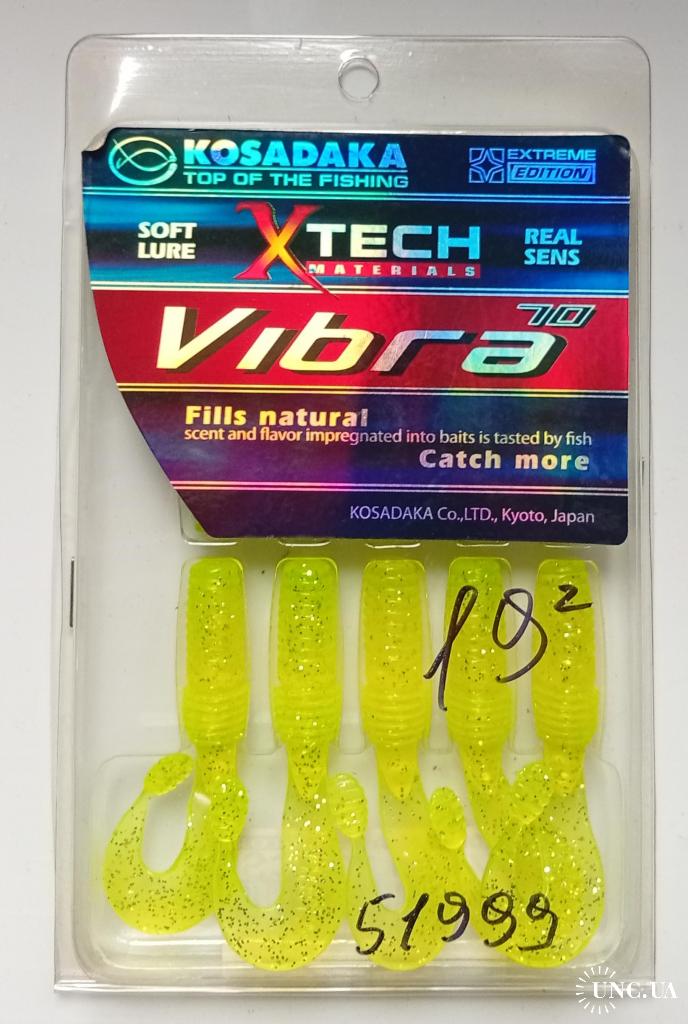 KOSADAKA
TOP OF THE FISHING
EXTREME
EDITION
SOFT
LURE
XTECH
MATERIALS
REAL
SENS
Vibra 70
Fills natural
scent and flavor impregnated into baits is tasted by fish
Catch more
KOSADAKA Co.,LTD., Kyoto, Japan
19²
51999
UNC.UA